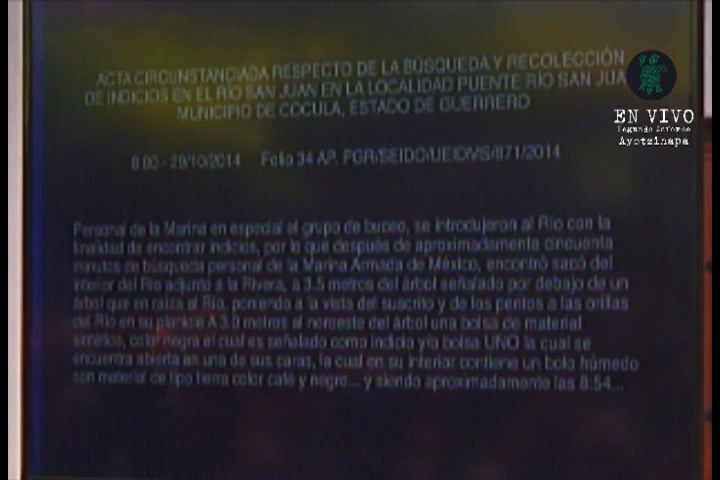 ACTA CIRCUNSTANCIADA RESPECTO DE LA BÚSQUEDA Y RECOLECCIÓN
DE INDICIOS EN EL RÍO SAN JUAN EN LA LOCALIDAD PUENTE RÍO SAN JUA
MUNICIPIO DE COCULA, ESTADO DE GUERRERO
EN VIVO
Segundo Informe
Ayotzinapa
8:00 - 29/10/2014 Folio 34 AP. PGR/SEIDO/UEIDMS/871/2014
Personal de la Marina en especial el grupo de buceo, se introdujeron al Río con la
finalidad de encontrar indicios, por lo que después de aproximadamente cincuenta
minutos de búsqueda personal de la Marina Armada de México, encontró sacó del
interior del Río adjunto a la Rivera, a 3.5 metros del árbol señalado por debajo de un
árbol que en raíza al Río, poniendo a la vista del suscrito y de los peritos a las orillas
del Río en su planicie A 3.0 metros al noroeste del árbol una bolsa de material
sintético, color negra el cual es señalado como indicio y/o bolsa UNO la cual se
encuentra abierta en una de sus caras, la cual en su interior contiene un bolo húmedo
con material de tipo tierra color café y negro... y siendo aproximadamente las 8:54...